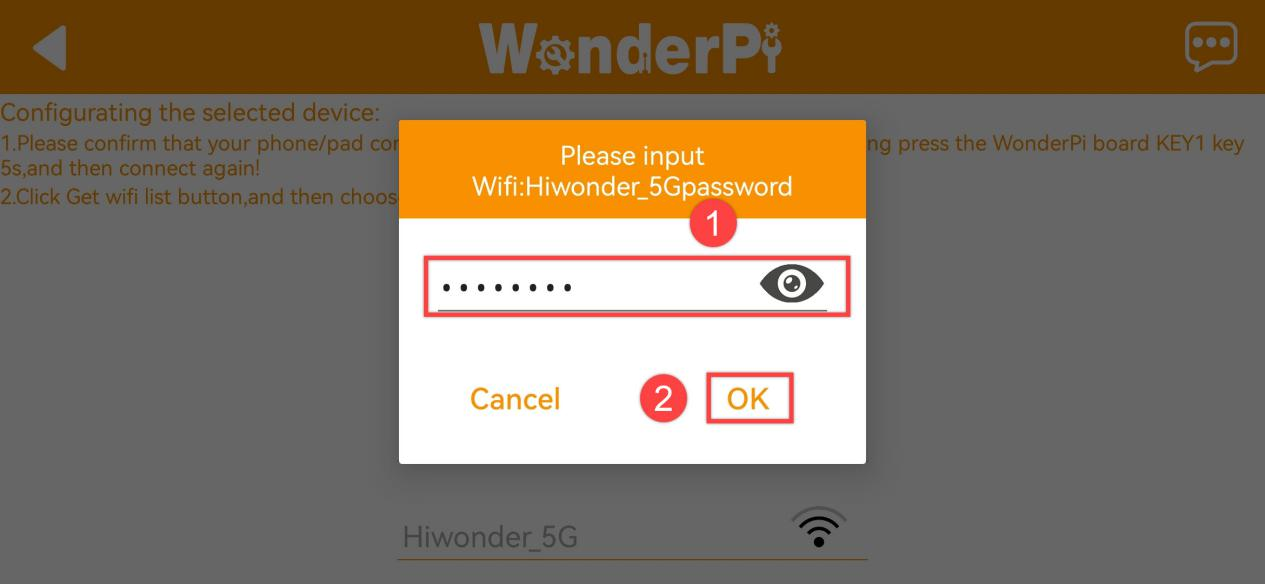 WonderPi
Configurating the selected device:
1.Please confirm that your phone/pad con ng press the WonderPi board KEY1 key
5s,and then connect again!
2.Click Get wifi list button,and then choos
Please input
Wifi:Hiwonder_5Gpassword
1
••••••••
Cancel 2 OK
Hiwonder_5G